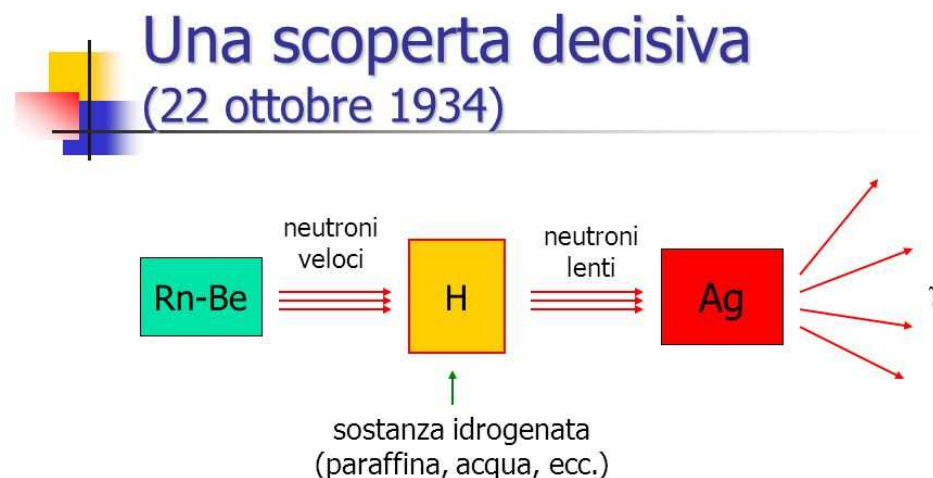 Una scoperta decisiva
(22 ottobre 1934)
neutroni
veloci
neutroni
lenti
Rn-Be
H
Ag
sostanza idrogenata
(paraffina, acqua, ecc.)